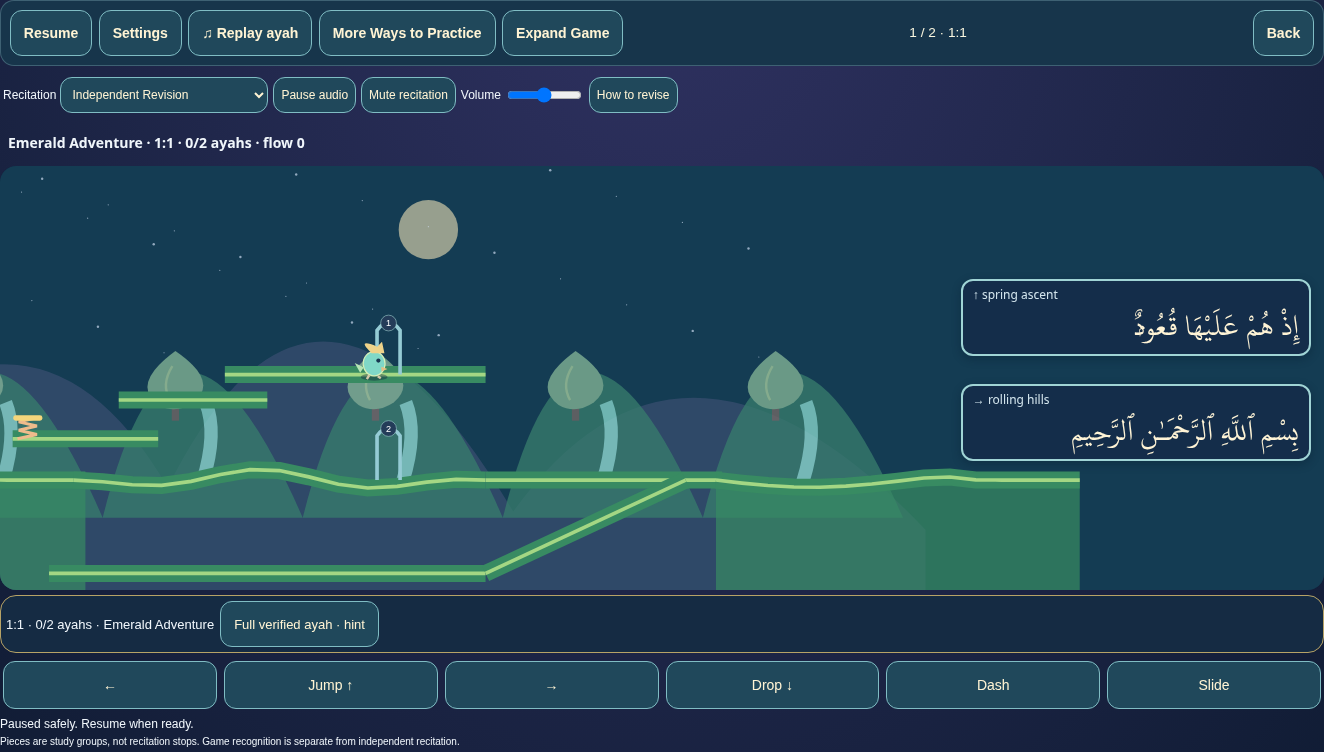 Resume
Settings
♫ Replay ayah
More Ways to Practice
Expand Game
1 / 2 · 1:1
Back
Recitation
Independent Revision
Pause audio
Mute recitation
Volume
How to revise
Emerald Adventure · 1:1 · 0/2 ayahs · flow 0
↑ spring ascent
إِذْ هُمْ عَلَيْهَا قُعُودٌ
1
→ rolling hills
بِسْمِ ٱللَّهِ ٱلرَّحْمَـٰنِ ٱلرَّحِيمِ
2
1:1 · 0/2 ayahs · Emerald Adventure
Full verified ayah · hint
←
Jump ↑
→
Drop ↓
Dash
Slide
Paused safely. Resume when ready.
Pieces are study groups, not recitation stops. Game recognition is separate from independent recitation.